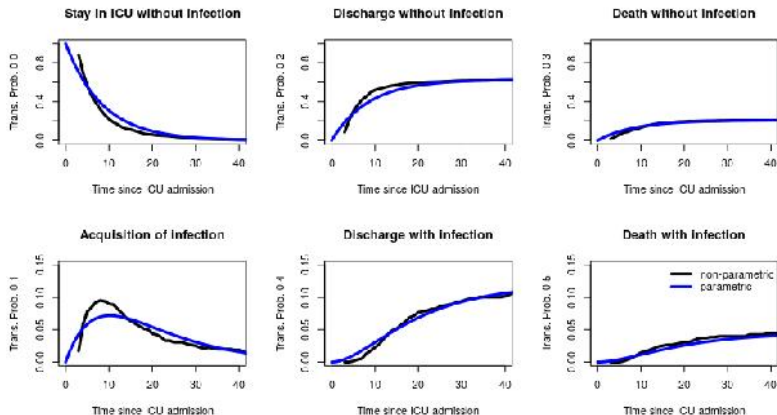 Stay in ICU without Infection
Discharge without Infection
Death without Infection
Trans. Prob. 0 0
0.0 0.4 0.8
0 10 20 30 40
Time since ICU admission
Trans. Prob. 0 2
0.0 0.4 0.8
0 10 20 30 40
Time since ICU admission
Trans. Prob. 0 3
0.0 0.4 0.8
0 10 20 30 40
Time since ICU admission
Acquisition of Infection
Discharge with Infection
Death with Infection
Trans. Prob. 0 1
0.00 0.05 0.10 0.15
0 10 20 30 40
Time since ICU admission
Trans. Prob. 0 4
0.00 0.05 0.10 0.15
0 10 20 30 40
Time since ICU admission
Trans. Prob. 0 5
0.00 0.05 0.10 0.15
non-parametric
parametric
0 10 20 30 40
Time since ICU admission